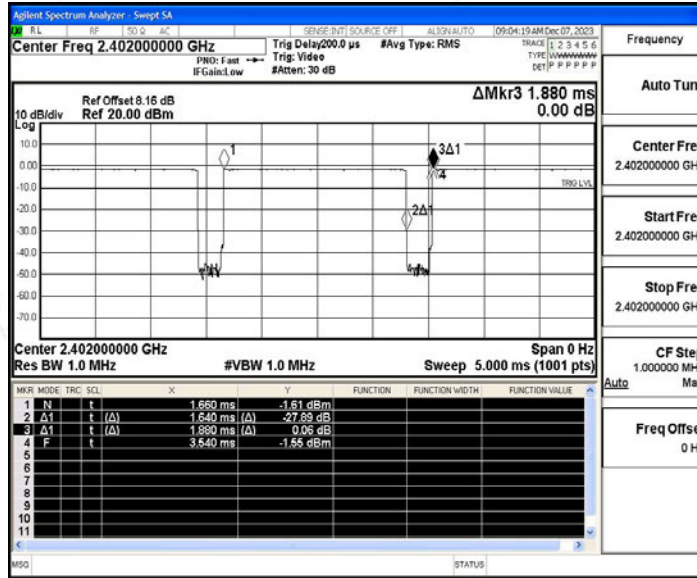 Agilent Spectrum Analyzer - Swept SA
RL RF 50 Ω AC SENSE:INT SOURCE OFF ALIGN AUTO 09:04:19 AM Dec 07, 2023
Center Freq 2.402000000 GHz
PNO: Fast
IFGain:Low
Trig Delay200.0 µs
Trig: Video
#Atten: 30 dB
#Avg Type: RMS
TRACE 1 2 3 4 5 6
TYPE WWWWWW
DET P P P P P P
Ref Offset 8.16 dB
Ref 20.00 dBm
10 dB/div
Log
ΔMkr3 1.880 ms
0.00 dB
10.0
0.00
-10.0
-20.0
-30.0
-40.0
-50.0
-60.0
-70.0
1
3Δ1
4
2Δ1
TRIG LVL
Center 2.402000000 GHz Span 0 Hz
Res BW 1.0 MHz #VBW 1.0 MHz Sweep 5.000 ms (1001 pts)
MKR MODE TRC SCL X Y FUNCTION FUNCTION WIDTH FUNCTION VALUE
1 N t 1.660 ms -1.61 dBm
2 Δ1 t (Δ) 1.640 ms (Δ) -27.89 dB
3 Δ1 t (Δ) 1.880 ms (Δ) 0.06 dB
4 F t 3.540 ms -1.55 dBm
5
6
7
8
9
10
11
MSG STATUS
Frequency
Auto Tun
Center Fre
2.402000000 GH
Start Fre
2.402000000 GH
Stop Fre
2.402000000 GH
CF Ste
1.000000 MH
Auto Ma
Freq Offse
0 H